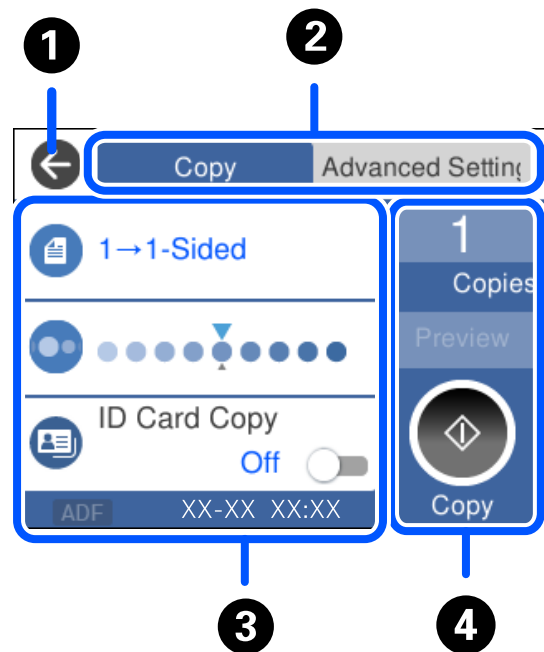 1
2
Copy
Advanced Setting
1→1-Sided
ID Card Copy
Off
ADF
XX-XX XX:XX
1
Copies
Preview
Copy
3
4